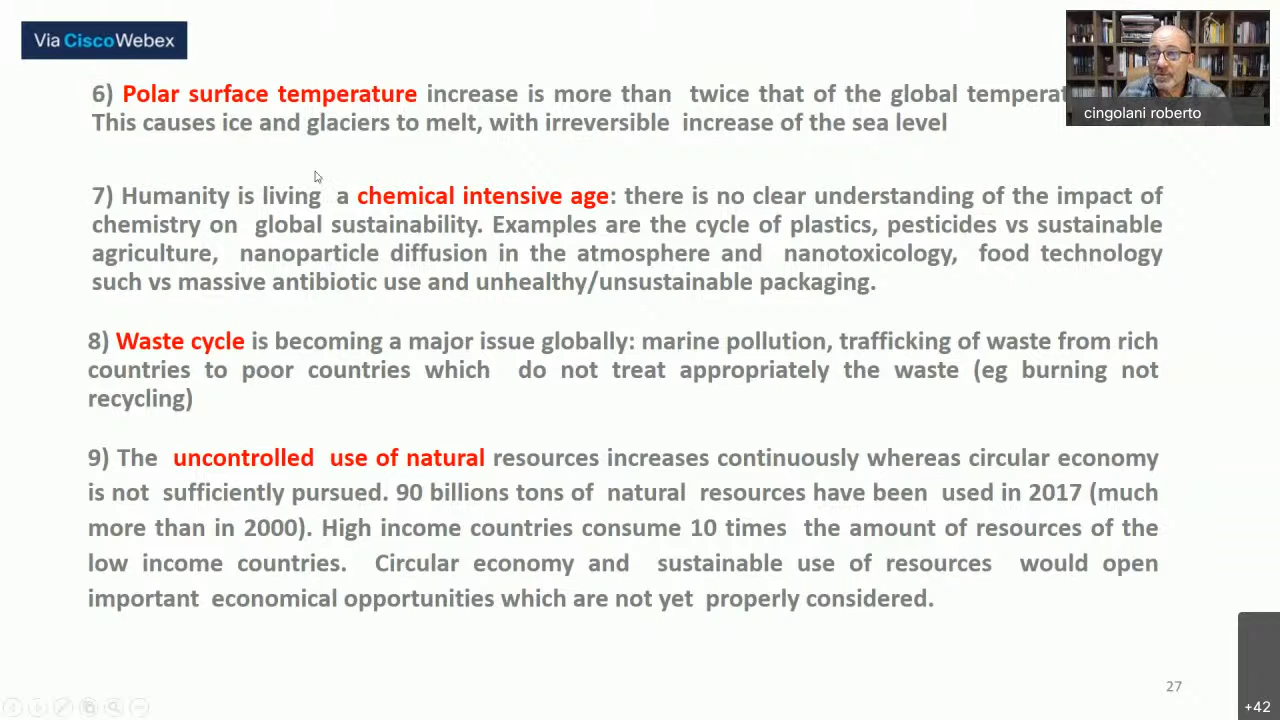 Via CiscoWebex
cingolani roberto
6) Polar surface temperature increase is more than twice that of the global
This causes ice and glaciers to melt, with irreversible increase of the sea level
7) Humanity is living a chemical intensive age: there is no clear understanding of the impact of
chemistry on global sustainability. Examples are the cycle of plastics, pesticides vs sustainable
agriculture, nanoparticle diffusion in the atmosphere and nanotoxicology, food technology
such vs massive antibiotic use and unhealthy/unsustainable packaging.
8) Waste cycle is becoming a major issue globally: marine pollution, trafficking of waste from rich
countries to poor countries which do not treat appropriately the waste (eg burning not
recycling)
9) The uncontrolled use of natural resources increases continuously whereas circular economy
is not sufficiently pursued. 90 billions tons of natural resources have been used in 2017 (much
more than in 2000). High income countries consume 10 times the amount of resources of the
low income countries. Circular economy and sustainable use of resources would open
important economical opportunities which are not yet properly considered.
27
+42